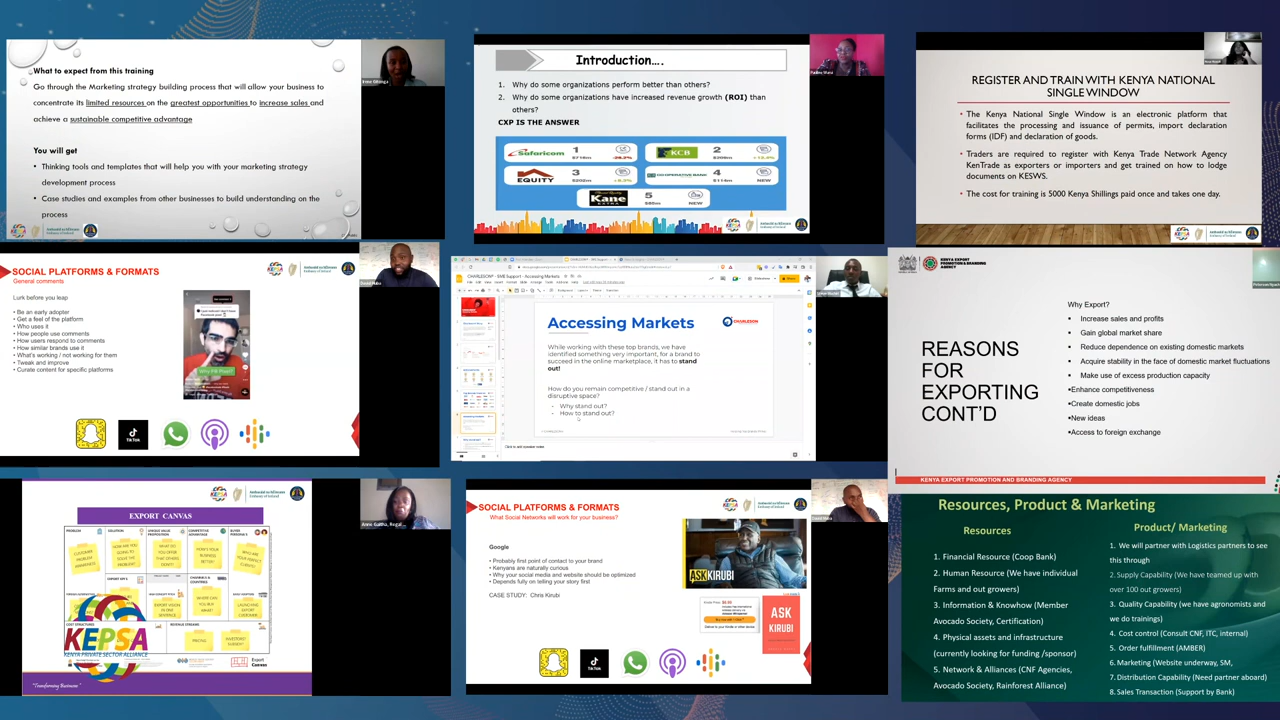 What to expect from this training
Go through the Marketing strategy building process that will allow your business to
concentrate its limited resources on the greatest opportunities to increase sales and
achieve a sustainable competitive advantage
You will get
• Thinking tools and templates that will help you with your marketing strategy
development process
• Case studies and examples from other businesses to build understanding on the
process
Introduction....
1. Why do some organizations perform better than others?
2. Why do some organizations have increased revenue growth (ROI) than
others?
CXP IS THE ANSWER
Safaricom 1
KCB 2
EQUITY 3
CO-OPERATIVE BANK 4
NEW
Kane 5
NEW
REGISTER AND TRAIN WITH KENYA NATIONAL
SINGLE WINDOW
• The Kenya National Single Window is an electronic platform that
facilitates the processing and issuance of permits, import declaration
forms (IDF) and declaration of goods.
• Traders are required to register with Kenya Trade Network Agency
KenTrade as exporters or importers and get trained on how to lodge
documents on KESWS.
• The cost for training is 5000 Kenya Shillings paid once and takes one day.
SOCIAL PLATFORMS & FORMATS
General comments
Lurk before you leap
• Be an early adopter
• Get a feel of the platform
• Who uses it
• How people use comments
• How users respond to comments
• How similar brands use it
• What's working / not working for them
• Tweak and improve
• Curate content for specific platforms
TikTok
Accessing Markets
CHARLESON
While working with these top brands, we have
identified something very important, for a brand to
succeed in the online marketplace, it has to stand
out!
How do you remain competitive / stand out in a
disruptive space?
- Why stand out?
- How to stand out?
KENYA EXPORT
PROMOTION & BRANDING
AGENCY
REASONS
FOR
EXPORTING
CONT'D
Why Export?
• Increase sales and profits
• Gain global market share
• Reduce dependence on existing domestic markets
• Acquire stability in the face of domestic market fluctuations
• Make use of excess production capacity
•Enhance competitiveness
•Create domestic jobs
•New ideas
•Access to foreign exchange
KENYA EXPORT PROMOTION AND BRANDING AGENCY
EXPORT CANVAS
KEPSA
KENYA PRIVATE SECTOR ALLIANCE
Export
Canvas
"Transforming Business"
SOCIAL PLATFORMS & FORMATS
What Social Networks will work for your business?
Google
• Probably first point of contact to your brand
• Kenyans are naturally curious
• Why your social media and website should be optimized
• Depends fully on telling your story first
CASE STUDY: Chris Kirubi
ASKKIRUBI
ASK
KIRUBI
TikTok
Resources, Product & Marketing
Resources
1. Financial Resource (Coop Bank)
2. Human Resource (We have individual
Farms and out growers)
3. Information & Knowhow (Member
Avocado Society, Certification)
4. Physical assets and infrastructure
(currently looking for funding /sponsor)
5. Network & Alliances (CNF Agencies,
Avocado Society, Rainforest Alliance)
Product/ Marketing
1. We will partner with Logistics partners to see
this through
2. Supply Capability (We have teamed up with
over 100 out growers)
3. Quality Capability (we have agronomists and
we do trainings)
4. Cost control (Consult CNF, ITC, internal)
5. Order fulfillment (AMBER)
6. Marketing (Website underway, SM,
7. Distribution Capability (Need partner aboard)
8. Sales Transaction (Support by Bank)